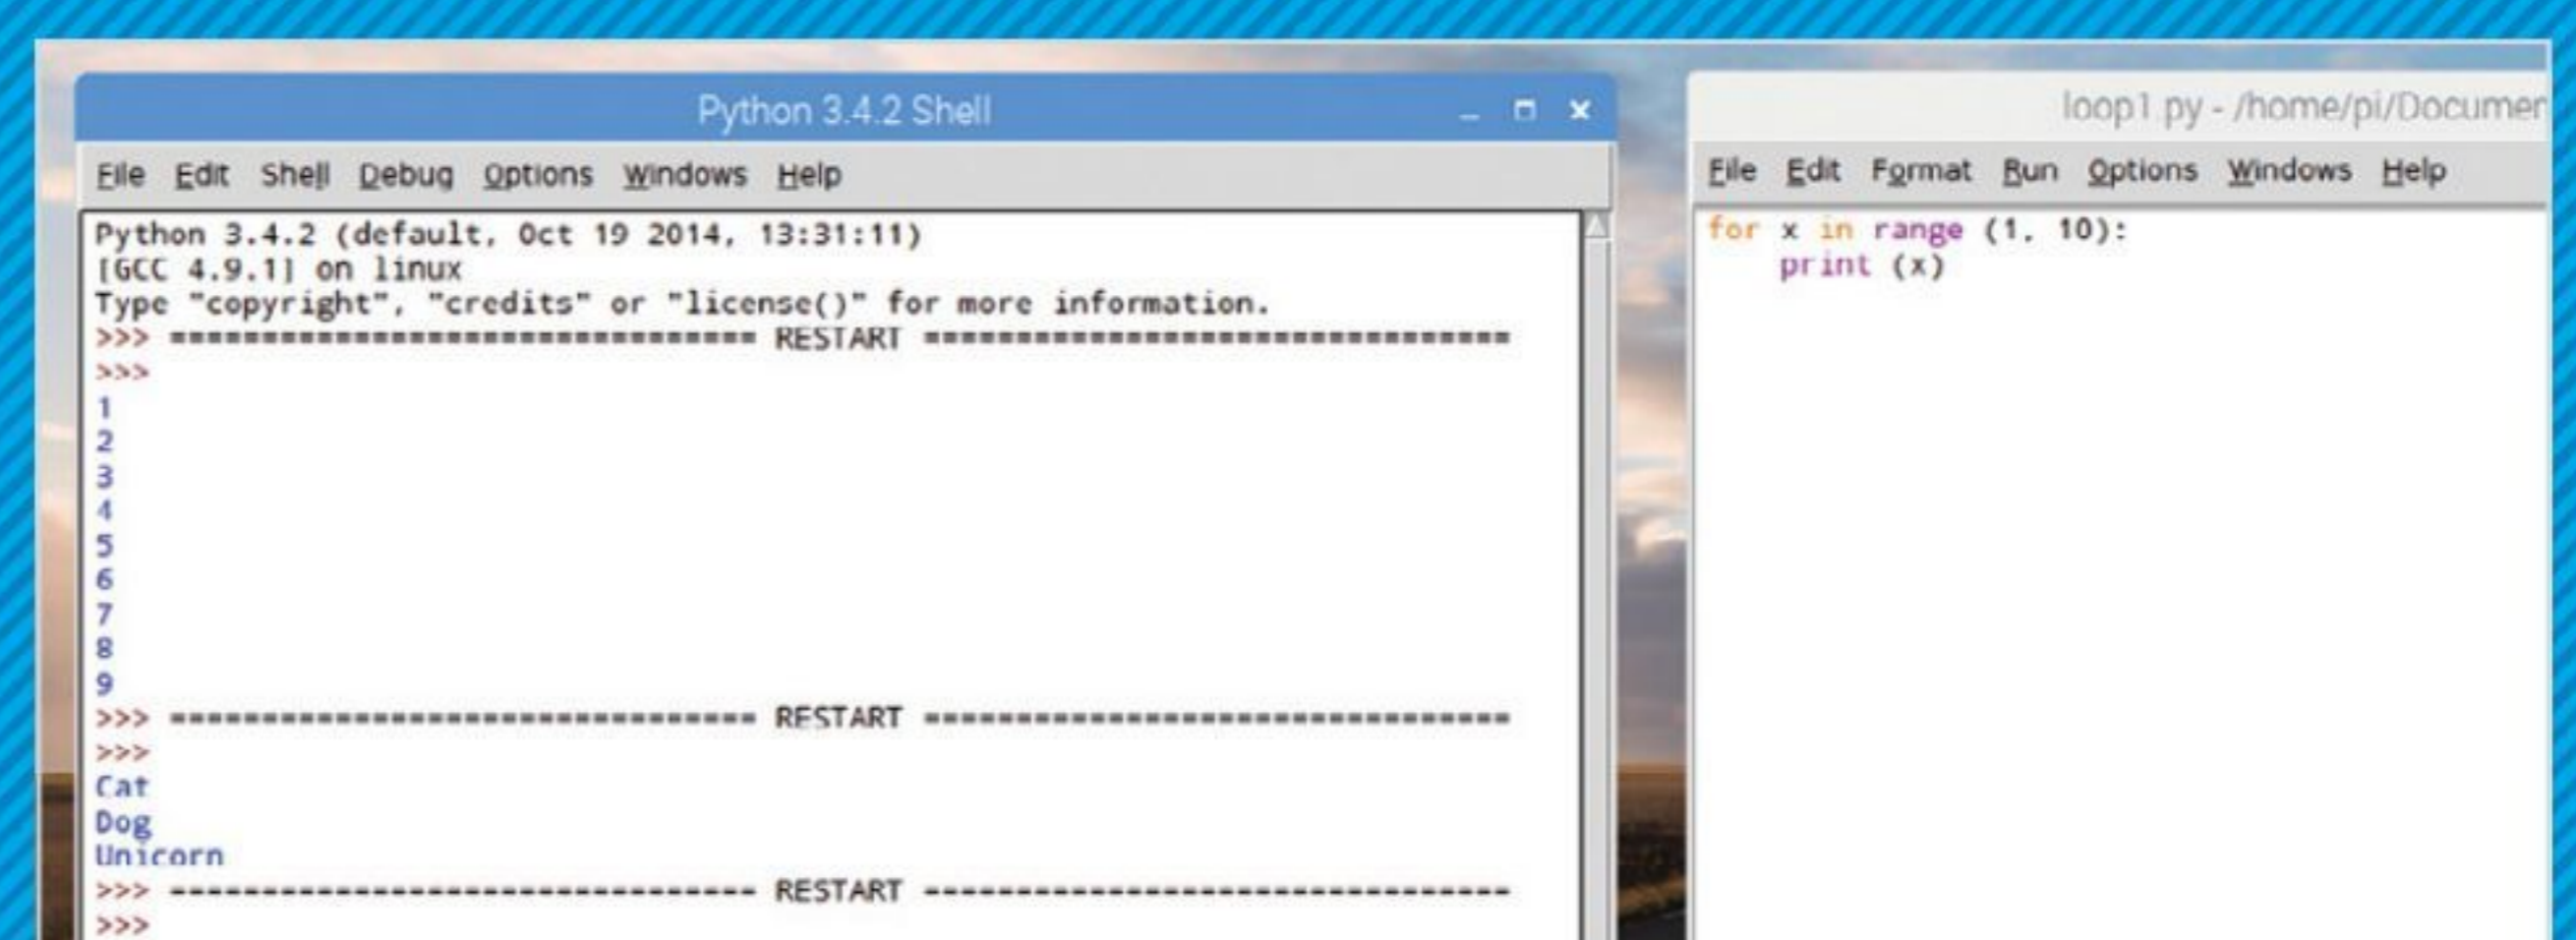 Python 3.4.2 Shell
File Edit Shell Debug Options Windows Help
Python 3.4.2 (default, Oct 19 2014, 13:31:11)
[GCC 4.9.1] on linux
Type "copyright", "credits" or "license()" for more information.
>>> ================================ RESTART ================================
>>>
1
2
3
4
5
6
7
8
9
>>> ================================ RESTART ================================
>>>
Cat
Dog
Unicorn
>>> -------------------------------- RESTART --------------------------------
>>>
loop1.py - /home/pi/Documen
File Edit Format Run Options Windows Help
for x in range (1, 10):
    print (x)